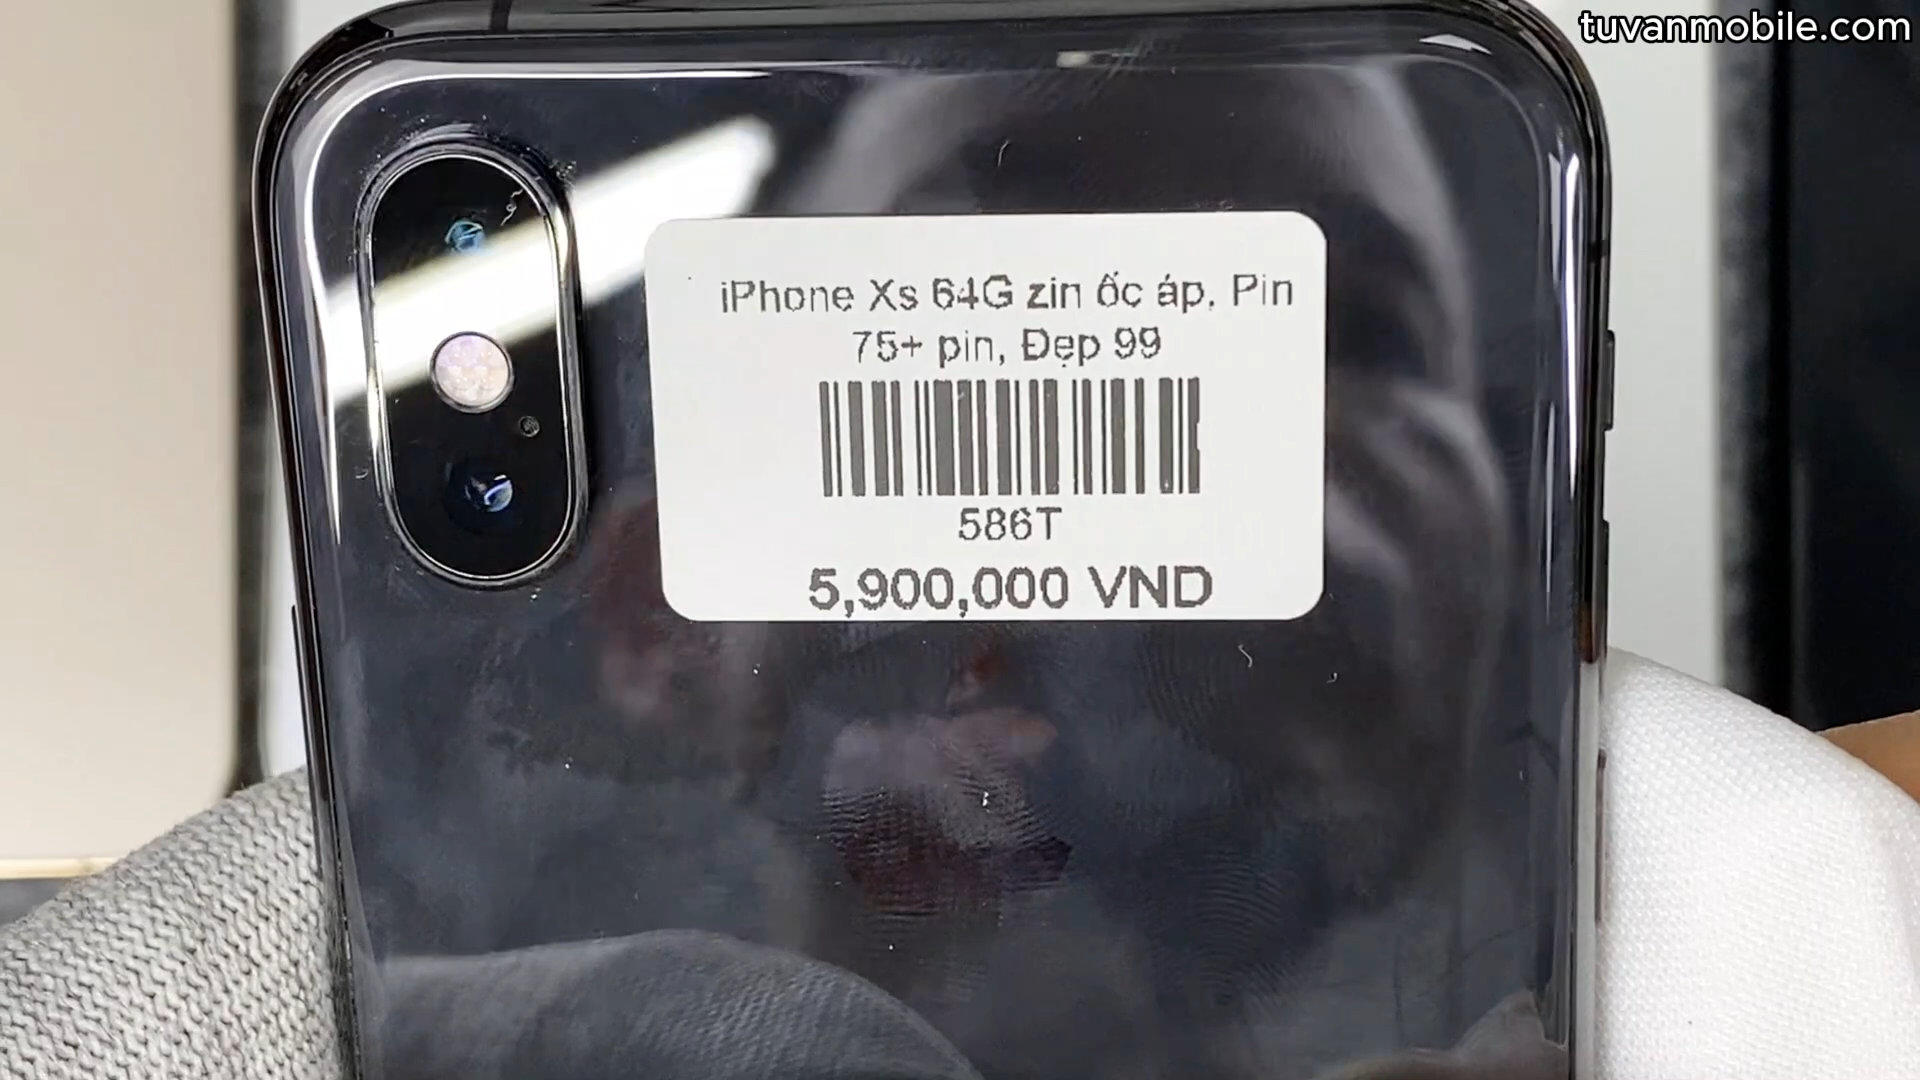 tuvanmobile.com
iPhone Xs 64G zin ốc áp, Pin
75+ pin, Đẹp 99
586T
5,900,000 VND